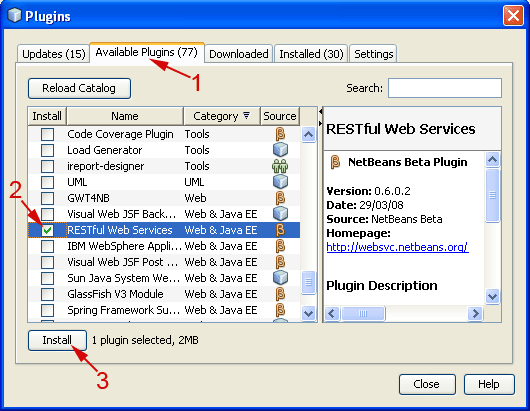 Plugins
Updates (15) Available Plugins (77) Downloaded Installed (30) Settings
1
Reload Catalog Search:
Install Name Category Source
Code Coverage Plugin Tools β
Load Generator Tools
ireport-designer Tools
UML UML
GWT4NB Web β
Visual Web JSF Back... Web & Java EE
2
RESTful Web Services Web & Java EE β
IBM WebSphere Appli... Web & Java EE β
Visual Web JSF Post ... Web & Java EE β
Sun Java System We... Web & Java EE
GlassFish V3 Module Web & Java EE β
Spring Framework Su... Web & Java EE β
RESTful Web Services
β NetBeans Beta Plugin
Version: 0.6.0.2
Date: 29/03/08
Source: NetBeans Beta
Homepage:
http://websvc.netbeans.org/
Plugin Description
Install 1 plugin selected, 2MB
3
Close Help